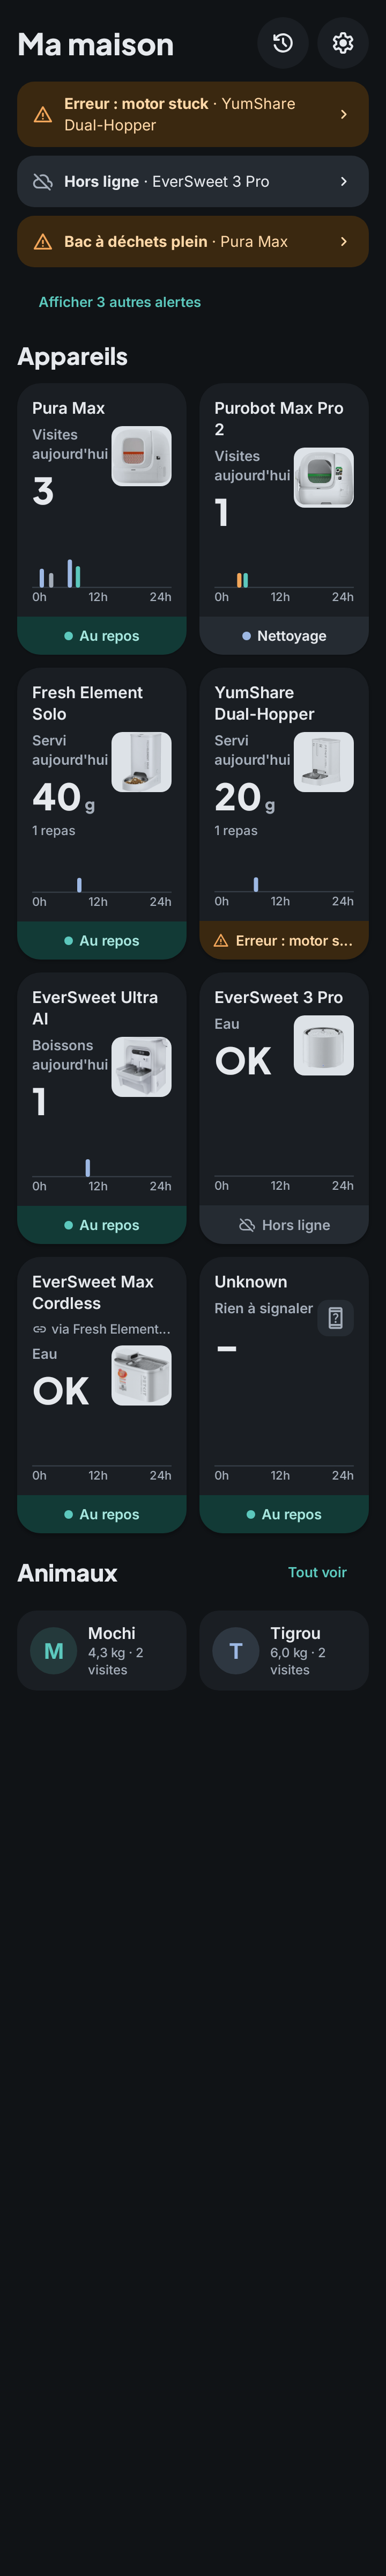 Ma maison
Erreur : motor stuck · YumShare
Dual-Hopper
Hors ligne · EverSweet 3 Pro
Bac à déchets plein · Pura Max
Afficher 3 autres alertes
Appareils
Pura Max
Visites
aujourd'hui
3
0h 12h 24h
Au repos
Purobot Max Pro
2
Visites
aujourd'hui
1
0h 12h 24h
Nettoyage
Fresh Element
Solo
Servi
aujourd'hui
40 g
1 repas
0h 12h 24h
Au repos
YumShare
Dual-Hopper
Servi
aujourd'hui
20 g
1 repas
0h 12h 24h
Erreur : motor s...
EverSweet Ultra
AI
Boissons
aujourd'hui
1
0h 12h 24h
Au repos
EverSweet 3 Pro
Eau
OK
0h 12h 24h
Hors ligne
EverSweet Max
Cordless
via Fresh Element...
Eau
OK
0h 12h 24h
Au repos
Unknown
Rien à signaler
–
0h 12h 24h
Au repos
Animaux
Tout voir
M
Mochi
4,3 kg · 2
visites
T
Tigrou
6,0 kg · 2
visites